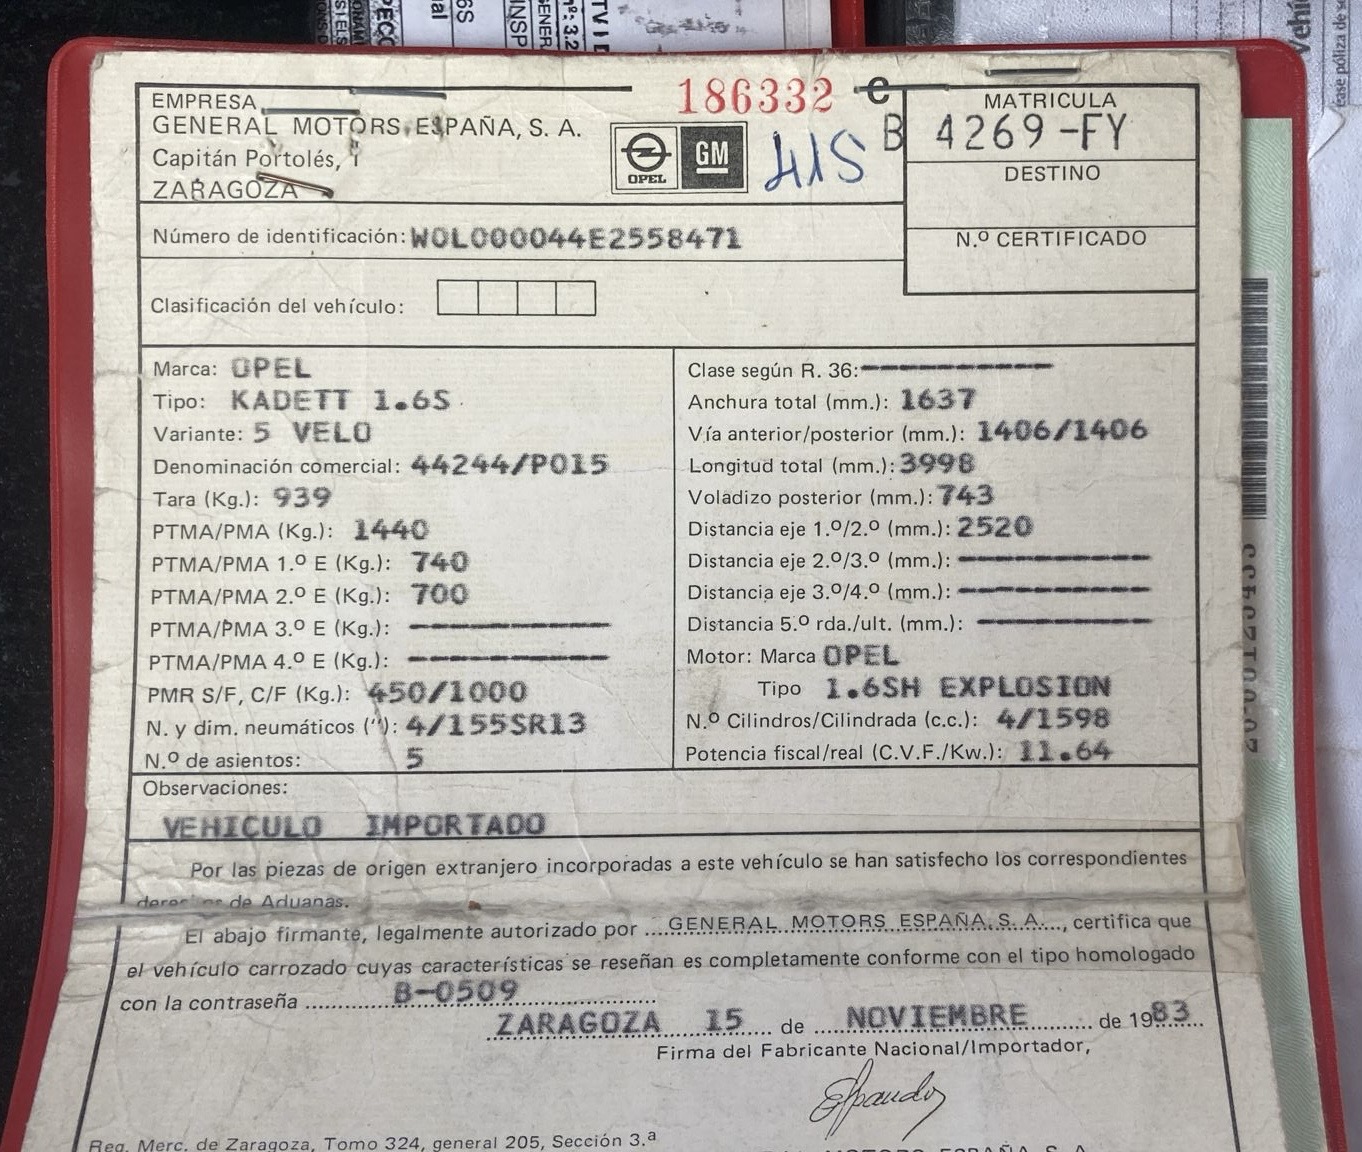 EMPRESA
GENERAL MOTORS ESPAÑA, S. A.
Capitán Portolés,
ZARAGOZA
186332
e
OPEL
GM
41S
MATRICULA
B 4269-FY
DESTINO
N.º CERTIFICADO
Número de identificación: W0L000044E2558471
Clasificación del vehículo:
Marca: OPEL
Tipo: KADETT 1.6S
Variante: 5 VELO
Denominación comercial: 44244/P015
Tara (Kg.): 939
PTMA/PMA (Kg.): 1440
PTMA/PMA 1.º E (Kg.): 740
PTMA/PMA 2.º E (Kg.): 700
PTMA/PMA 3.º E (Kg.): ----------
PTMA/PMA 4.º E (Kg.): ----------
PMR S/F, C/F (Kg.): 450/1000
N. y dim. neumáticos (''): 4/155SR13
N.º de asientos: 5
Clase según R. 36: ----------
Anchura total (mm.): 1637
Vía anterior/posterior (mm.): 1406/1406
Longitud total (mm.): 3998
Voladizo posterior (mm.): 743
Distancia eje 1.º/2.º (mm.): 2520
Distancia eje 2.º/3.º (mm.): ----------
Distancia eje 3.º/4.º (mm.): ----------
Distancia 5.º rda./ult. (mm.): ---------
Motor: Marca OPEL
Tipo 1.6SH EXPLOSION
N.º Cilindros/Cilindrada (c.c.): 4/1598
Potencia fiscal/real (C.V.F./Kw.): 11.64
Observaciones:
VEHICULO IMPORTADO
Por las piezas de origen extranjero incorporadas a este vehículo se han satisfecho los correspondientes
de Aduanas.
El abajo firmante, legalmente autorizado por ... GENERAL MOTORS ESPAÑA, S. A. ..., certifica que
el vehículo carrozado cuyas características se reseñan es completamente conforme con el tipo homologado
con la contraseña B-0509
ZARAGOZA 15 de NOVIEMBRE de 1983
Firma del Fabricante Nacional/Importador,
Reg. Merc. de Zaragoza, Tomo 324, general 205, Sección 3.ª